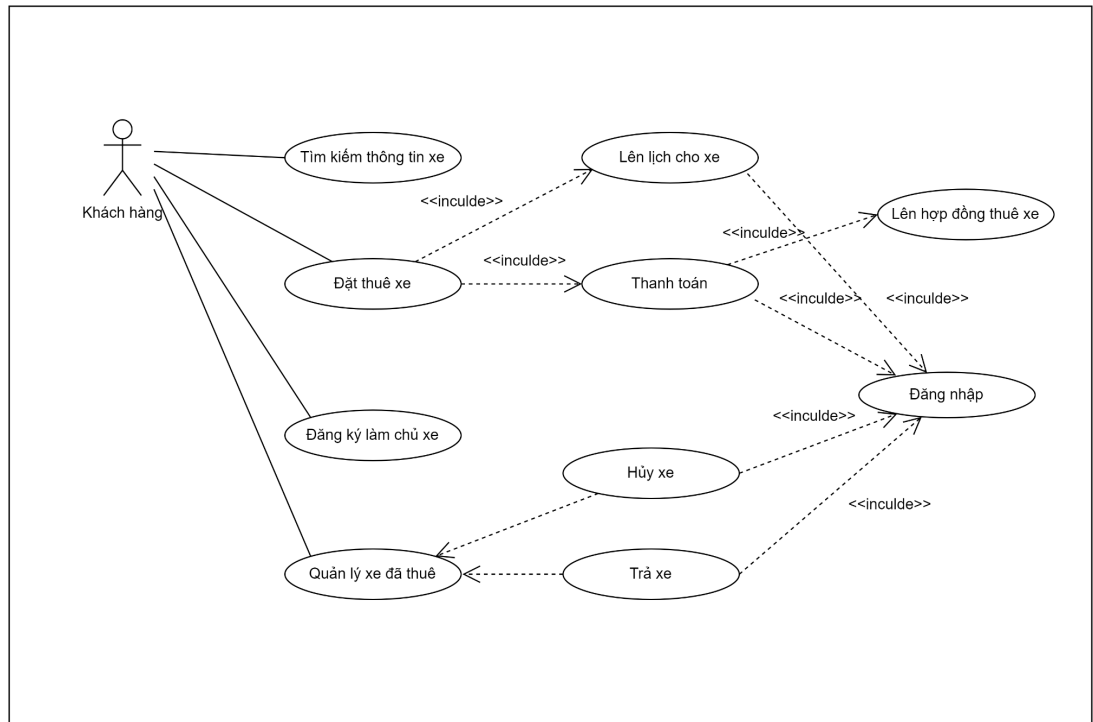 Tìm kiếm thông tin xe
Lên lịch cho xe
<<inculde>>
Lên hợp đồng thuê xe
Khách hàng
<<inculde>>
<<inculde>>
Đặt thuê xe
Thanh toán
<<inculde>>
<<inculde>>
Đăng nhập
<<inculde>>
Đăng ký làm chủ xe
Hủy xe
<<inculde>>
Quản lý xe đã thuê
Trả xe